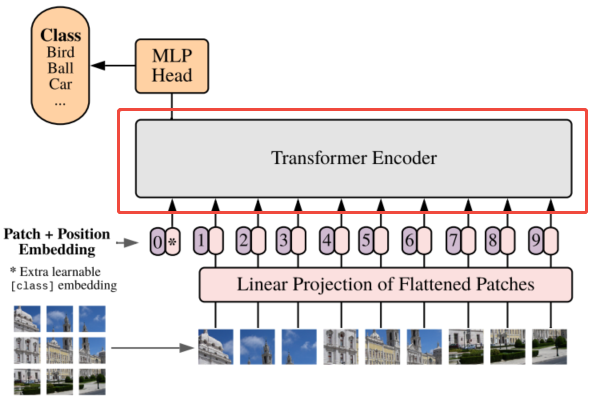 Class
Bird
Ball
Car
...
MLP
Head
Transformer Encoder
Patch + Position
Embedding
0 * 1 2 3 4 5 6 7 8 9
* Extra learnable
[class] embedding
Linear Projection of Flattened Patches